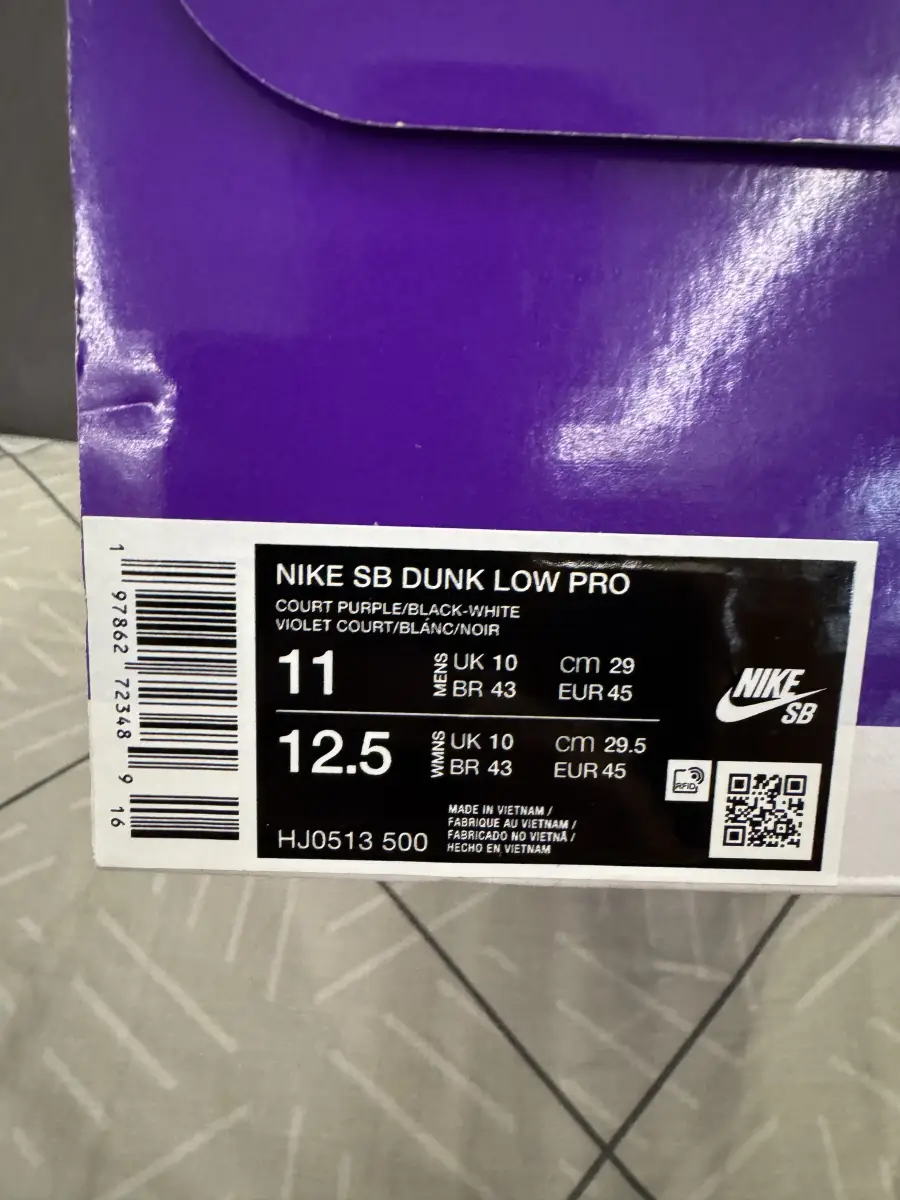 NIKE SB DUNK LOW PRO
COURT PURPLE/BLACK-WHITE
VIOLET COURT/BLANC/NOIR
11 MENS UK 10 cm 29
BR 43 EUR 45
12.5 WMNS UK 10 cm 29.5
BR 43 EUR 45
HJ0513 500
MADE IN VIETNAM /
FABRIQUE AU VIETNAM /
FABRICADO NO VIETNÃ /
HECHO EN VIETNAM
NIKE
SB
RFID
1 97862 72348 9 16